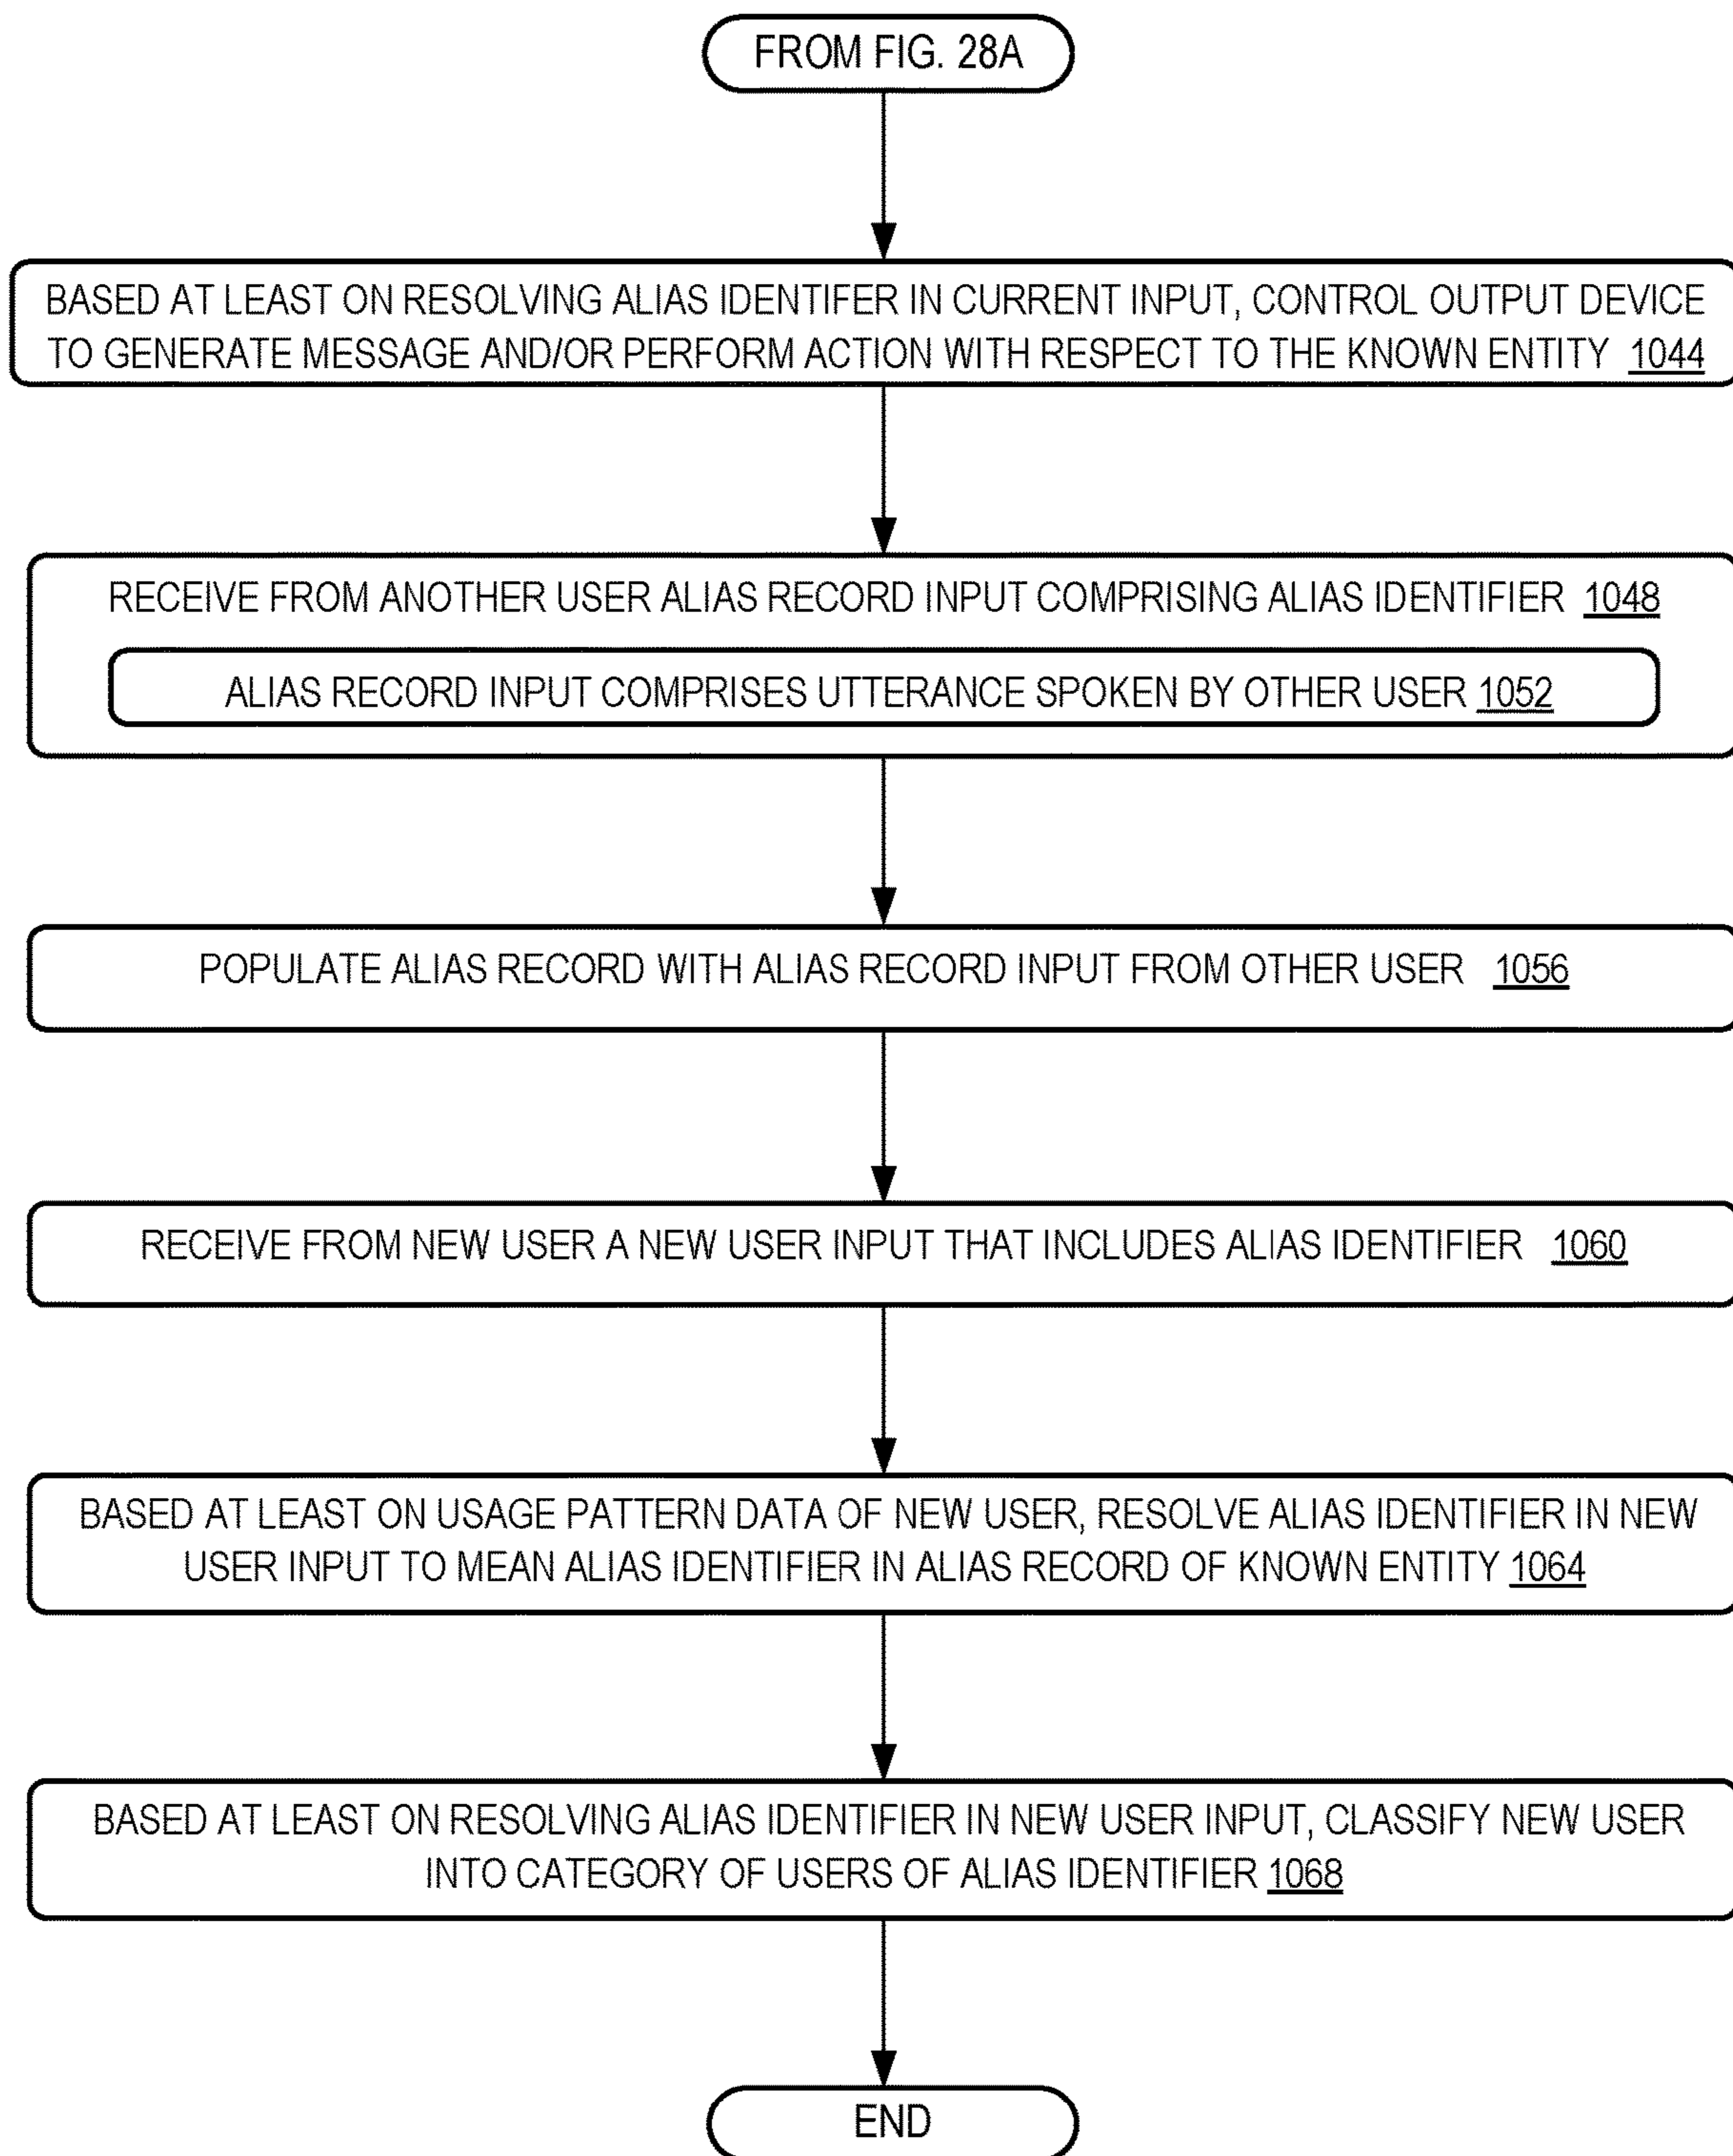 FROM FIG. 28A
BASED AT LEAST ON RESOLVING ALIAS IDENTIFER IN CURRENT INPUT, CONTROL OUTPUT DEVICE
TO GENERATE MESSAGE AND/OR PERFORM ACTION WITH RESPECT TO THE KNOWN ENTITY 1044
RECEIVE FROM ANOTHER USER ALIAS RECORD INPUT COMPRISING ALIAS IDENTIFIER 1048
ALIAS RECORD INPUT COMPRISES UTTERANCE SPOKEN BY OTHER USER 1052
POPULATE ALIAS RECORD WITH ALIAS RECORD INPUT FROM OTHER USER 1056
RECEIVE FROM NEW USER A NEW USER INPUT THAT INCLUDES ALIAS IDENTIFIER 1060
BASED AT LEAST ON USAGE PATTERN DATA OF NEW USER, RESOLVE ALIAS IDENTIFIER IN NEW
USER INPUT TO MEAN ALIAS IDENTIFIER IN ALIAS RECORD OF KNOWN ENTITY 1064
BASED AT LEAST ON RESOLVING ALIAS IDENTIFIER IN NEW USER INPUT, CLASSIFY NEW USER
INTO CATEGORY OF USERS OF ALIAS IDENTIFIER 1068
END